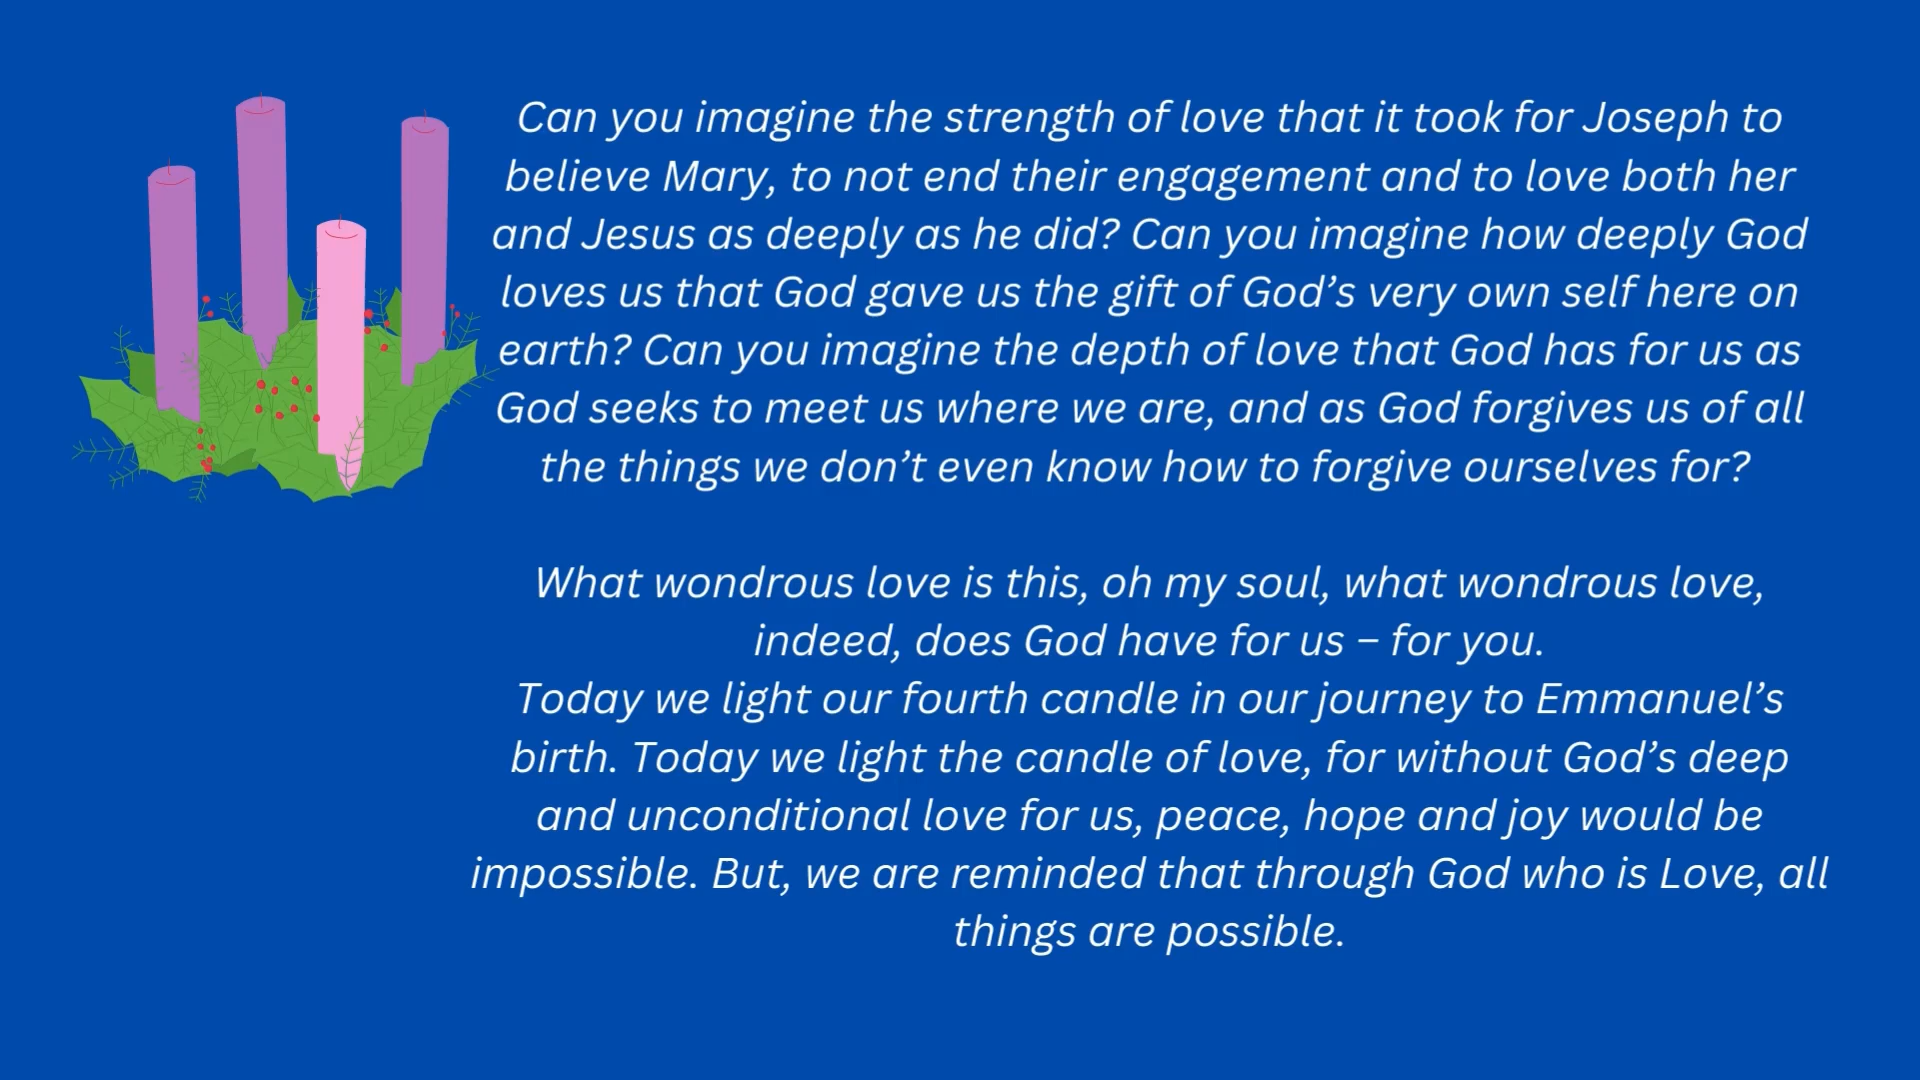 Can you imagine the strength of love that it took for Joseph to
believe Mary, to not end their engagement and to love both her
and Jesus as deeply as he did? Can you imagine how deeply God
loves us that God gave us the gift of God’s very own self here on
earth? Can you imagine the depth of love that God has for us as
God seeks to meet us where we are, and as God forgives us of all
the things we don’t even know how to forgive ourselves for?
What wondrous love is this, oh my soul, what wondrous love,
indeed, does God have for us – for you.
Today we light our fourth candle in our journey to Emmanuel’s
birth. Today we light the candle of love, for without God’s deep
and unconditional love for us, peace, hope and joy would be
impossible. But, we are reminded that through God who is Love, all
things are possible.